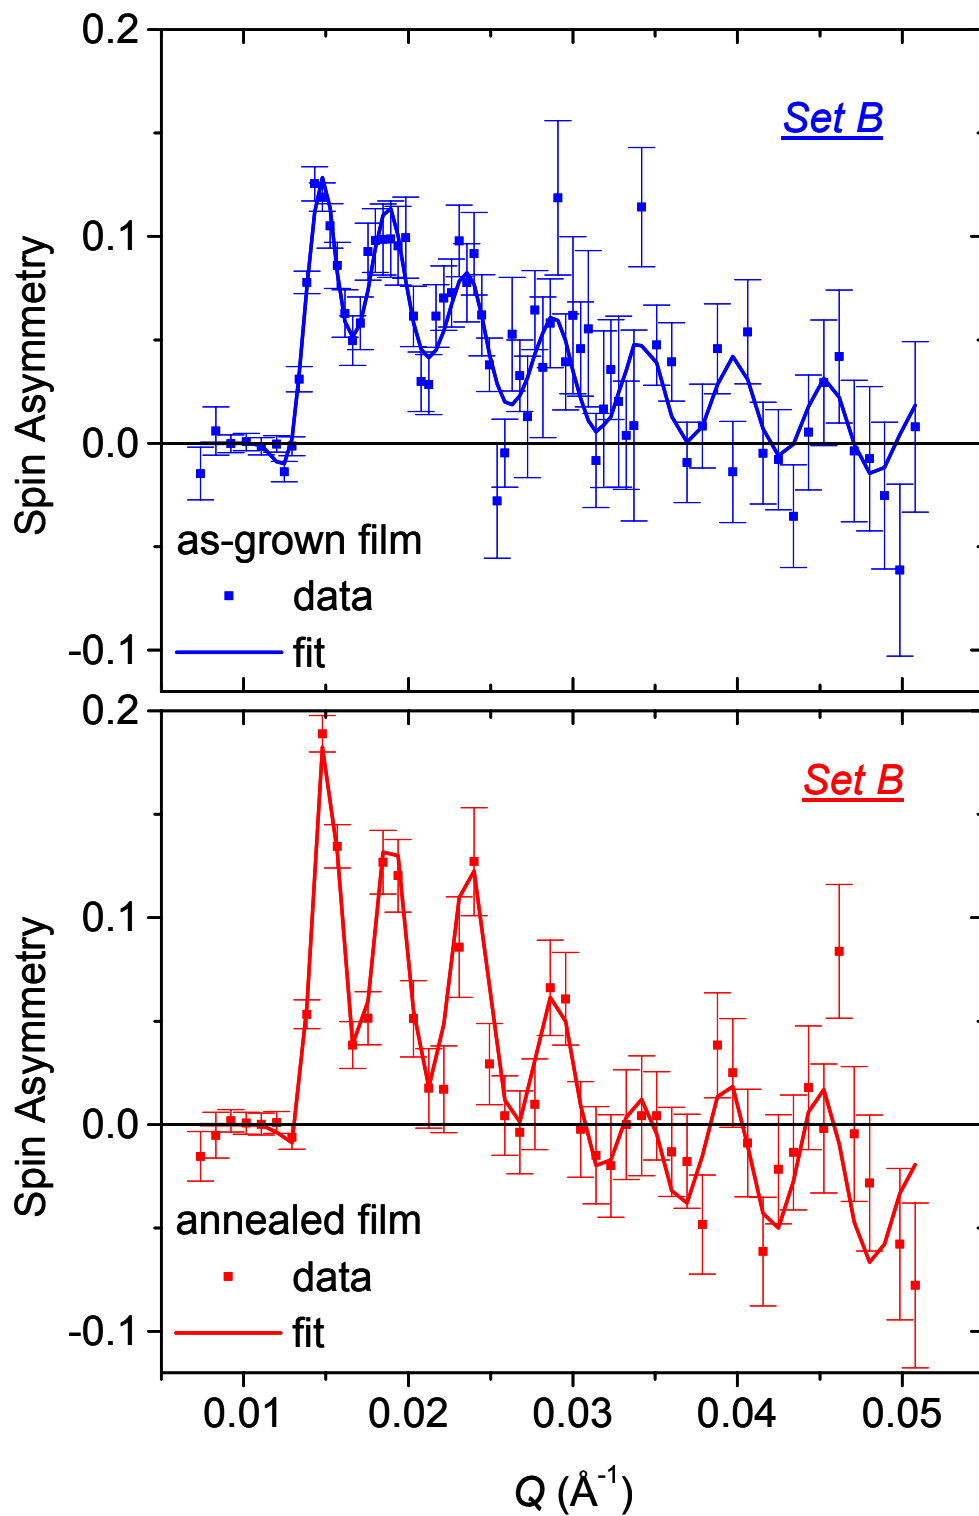 0.2
Set B
0.1
Spin Asymmetry
0.0
as-grown film
data
fit
-0.1
0.2
Set B
0.1
Spin Asymmetry
0.0
annealed film
data
fit
-0.1
0.01 0.02 0.03 0.04 0.05
Q (Å⁻¹)